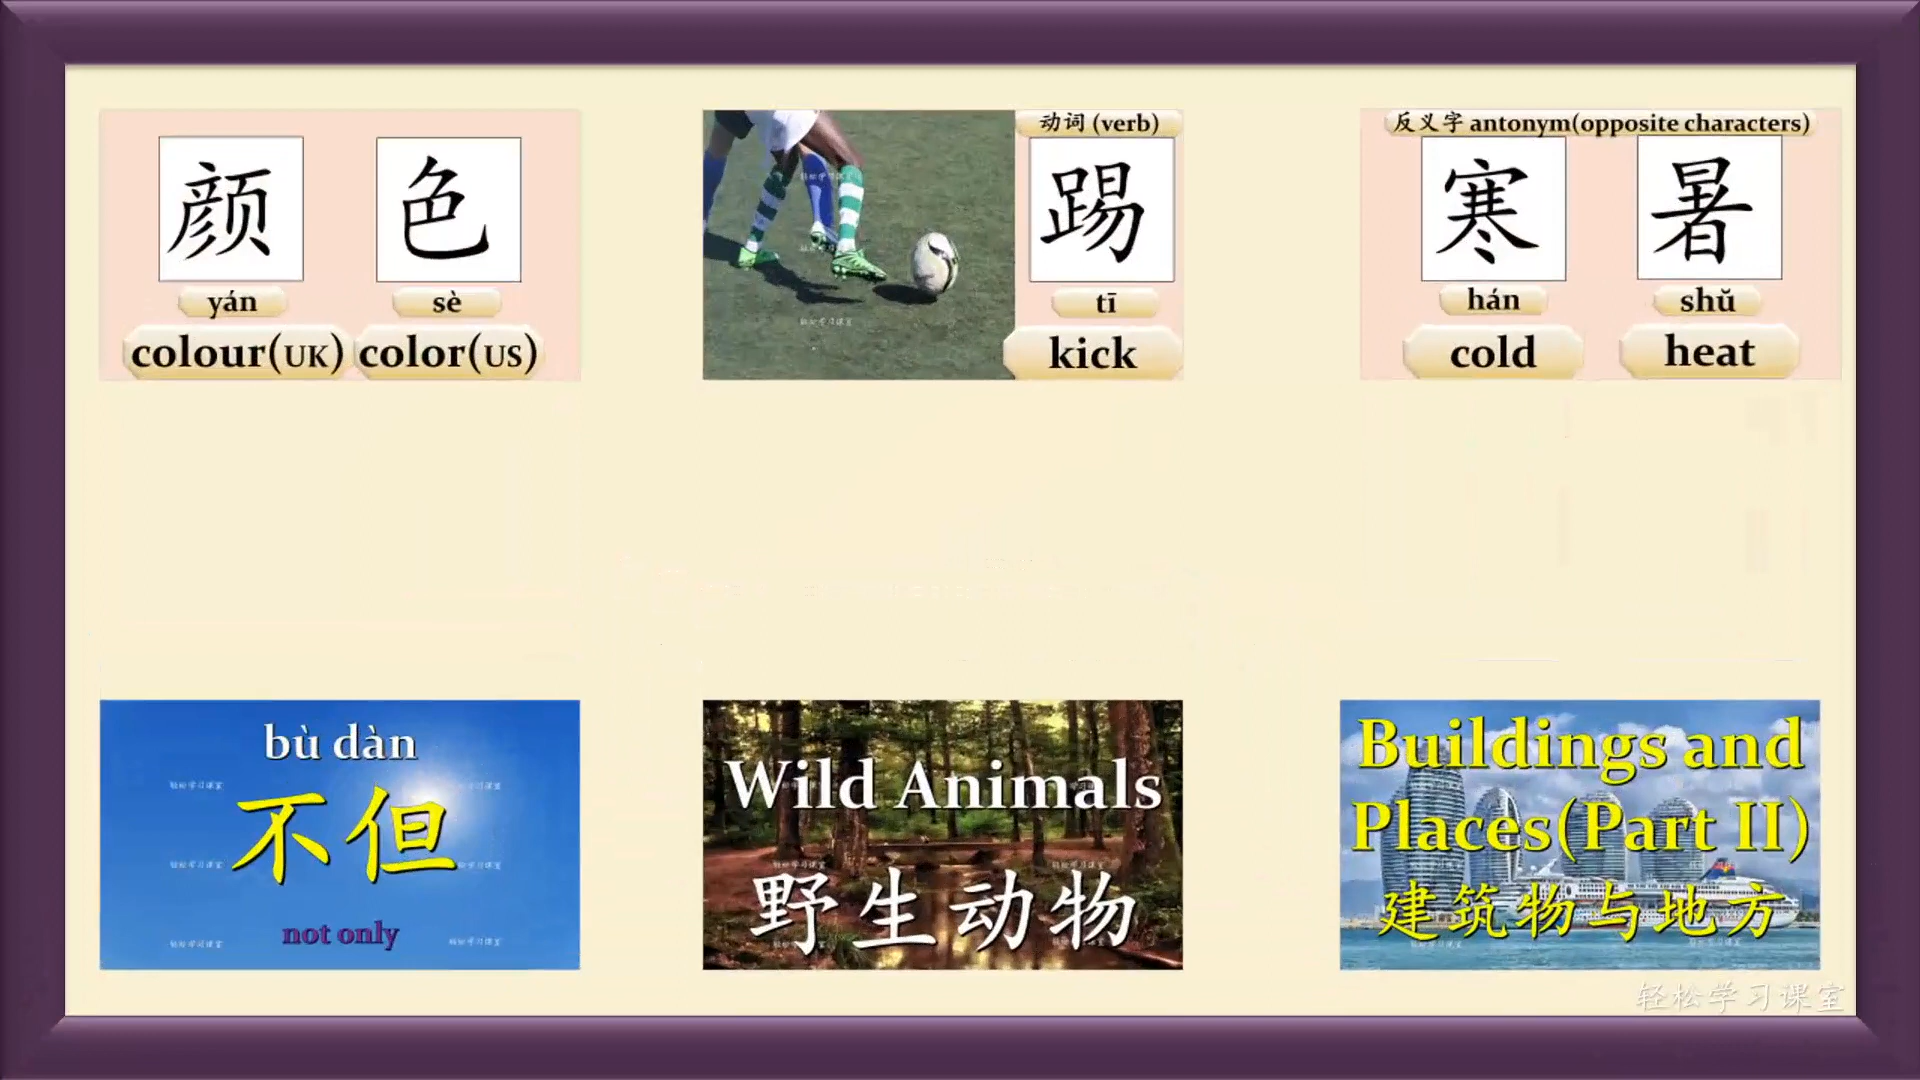 颜 色
yán sè
colour(UK) color(US)
动词 (verb)
踢
tī
kick
反义字 antonym(opposite characters)
寒 暑
hán shǔ
cold heat
bù dàn
不但
not only
Wild Animals
野生动物
Buildings and
Places(Part II)
建筑物与地方
轻松学习课室